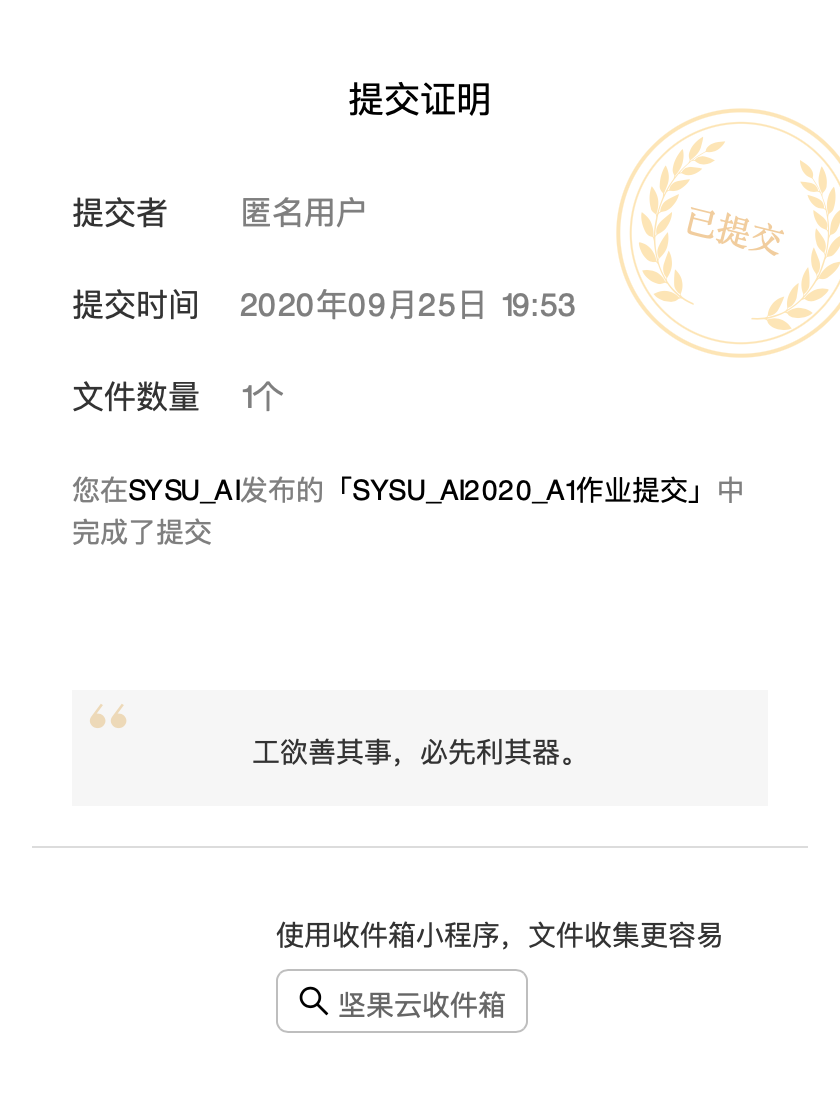 提交证明
提交者 匿名用户
已提交
提交时间 2020年09月25日 19:53
文件数量 1个
您在SYSU_AI发布的「SYSU_AI2020_A1作业提交」中
完成了提交
工欲善其事，必先利其器。
使用收件箱小程序，文件收集更容易
坚果云收件箱